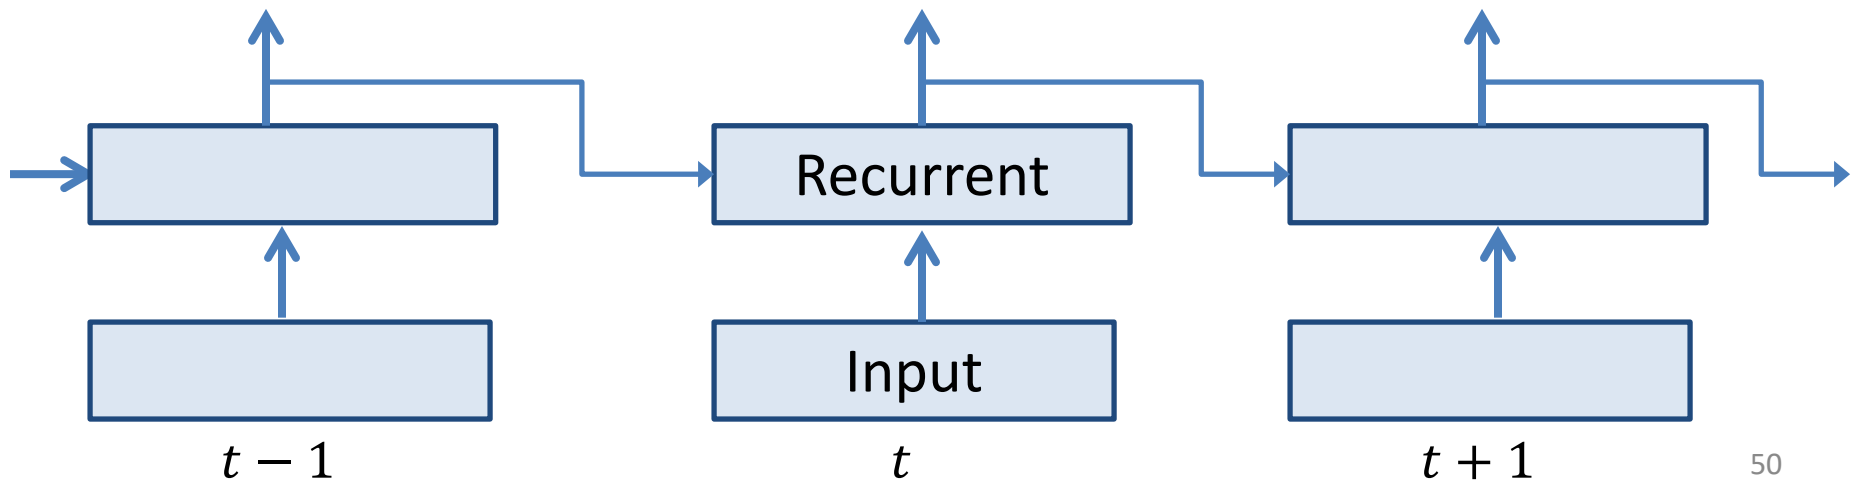 Recurrent
Input
t − 1
t
t + 1
50